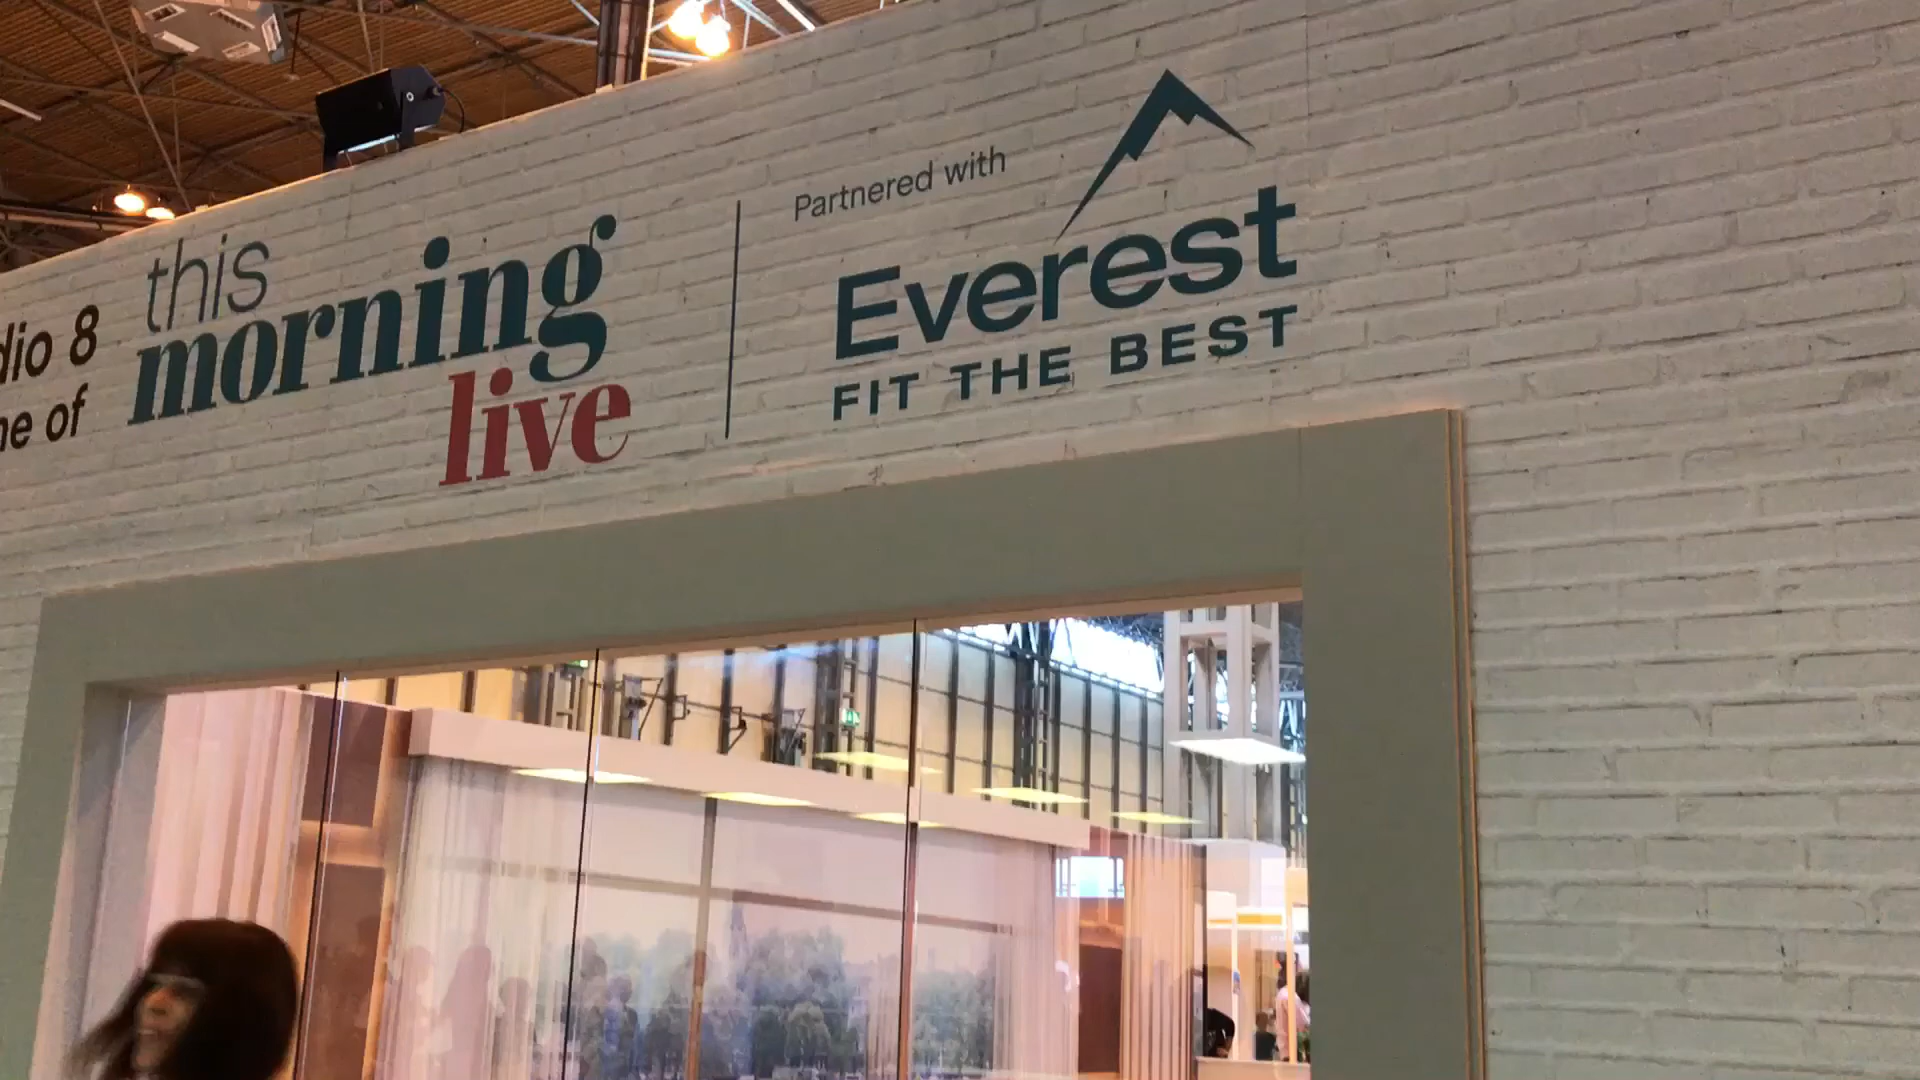 dio 8
ne of
this
morning
live
Partnered with
Everest
FIT THE BEST